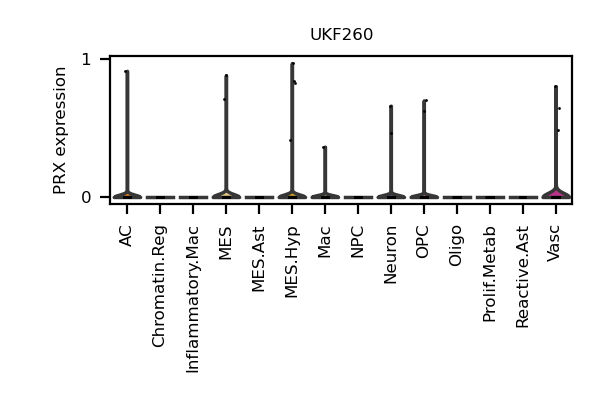 UKF260
PRX expression
1
0
AC
Chromatin.Reg
Inflammatory.Mac
MES
MES.Ast
MES.Hyp
Mac
NPC
Neuron
OPC
Oligo
Prolif.Metab
Reactive.Ast
Vasc